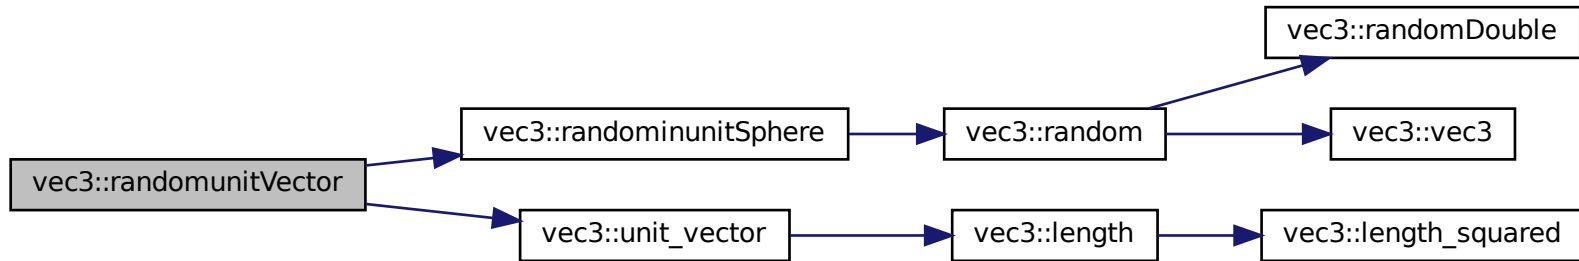 vec3::randomDouble
vec3::randominunitSphere
vec3::random
vec3::vec3
vec3::randomunitVector
vec3::unit_vector
vec3::length
vec3::length_squared